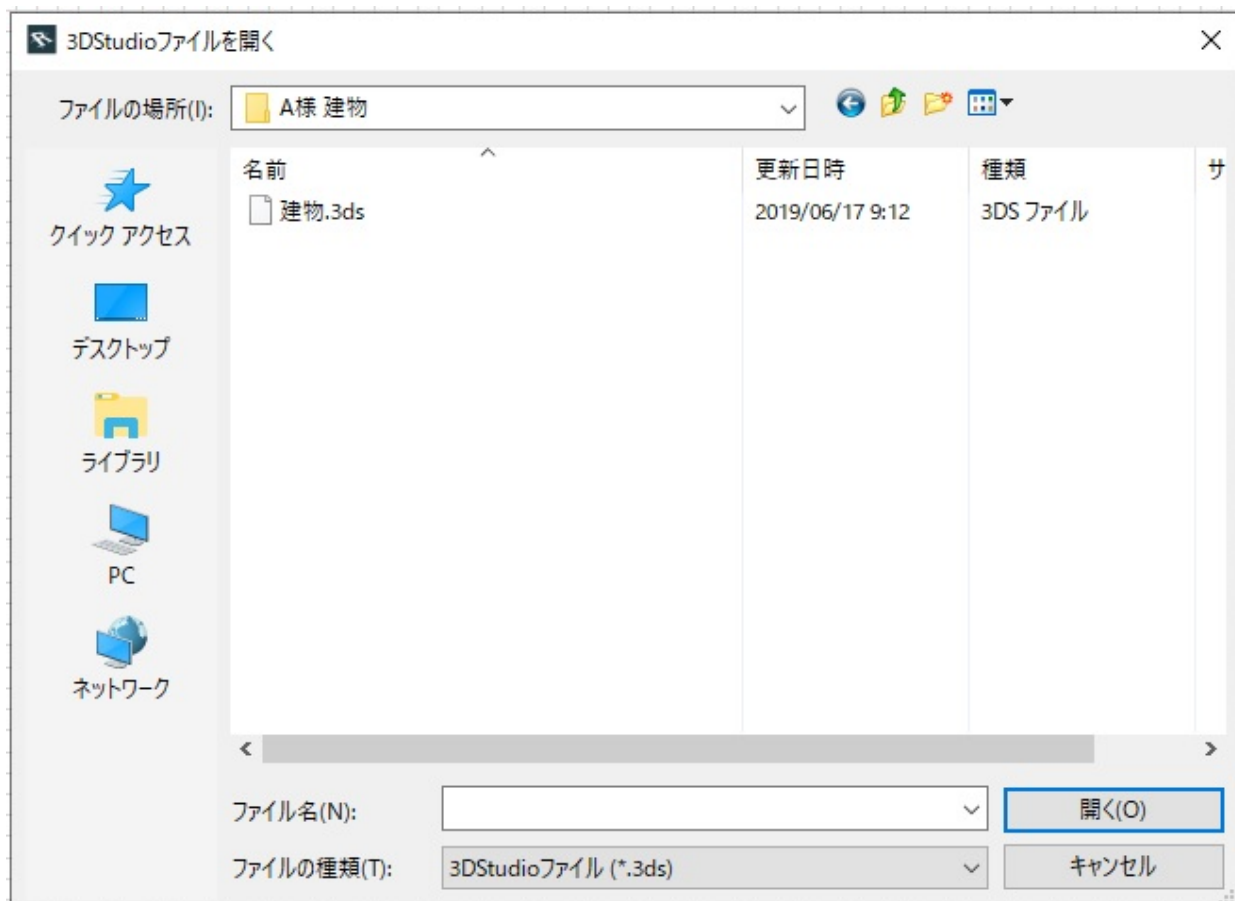 3DStudioファイルを開く
ファイルの場所(I): A様 建物
名前 更新日時 種類 サ
建物.3ds 2019/06/17 9:12 3DS ファイル
クイック アクセス
デスクトップ
ライブラリ
PC
ネットワーク
ファイル名(N): 開く(O)
ファイルの種類(T): 3DStudioファイル (*.3ds) キャンセル